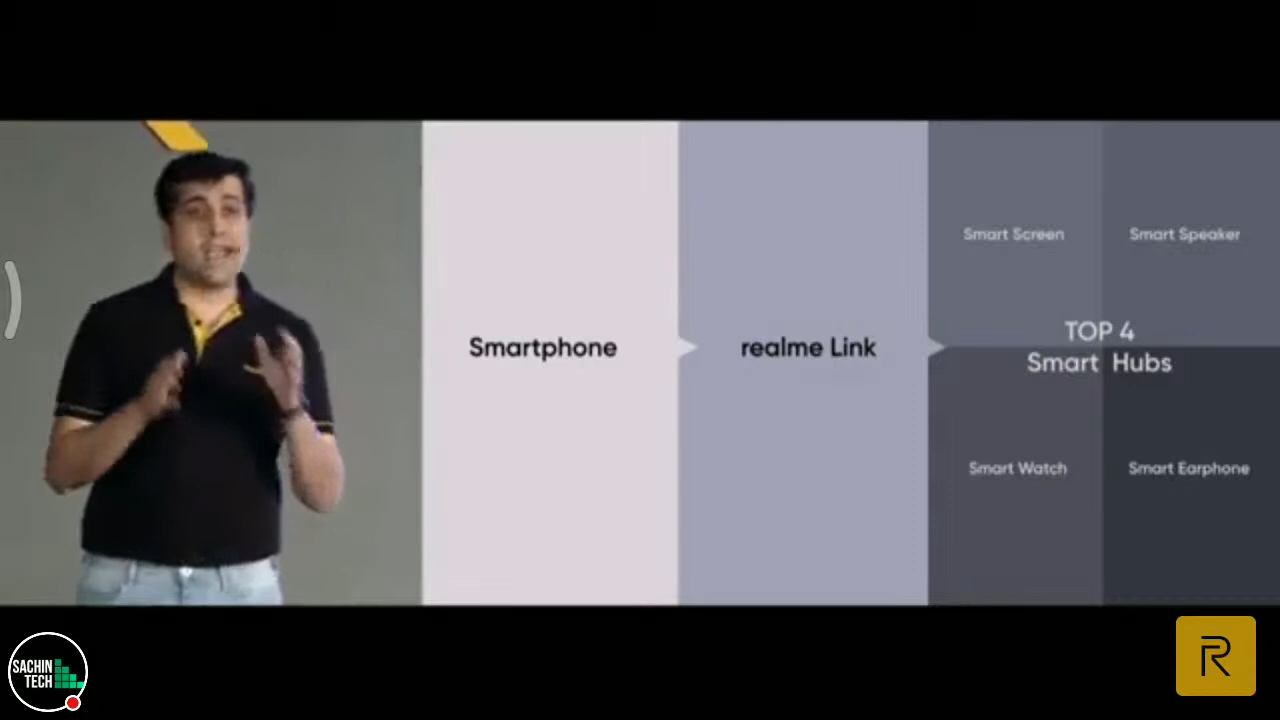 Smartphone
realme Link
Smart Screen
Smart Speaker
TOP 4
Smart Hubs
Smart Watch
Smart Earphone
SACHIN
TECH
R